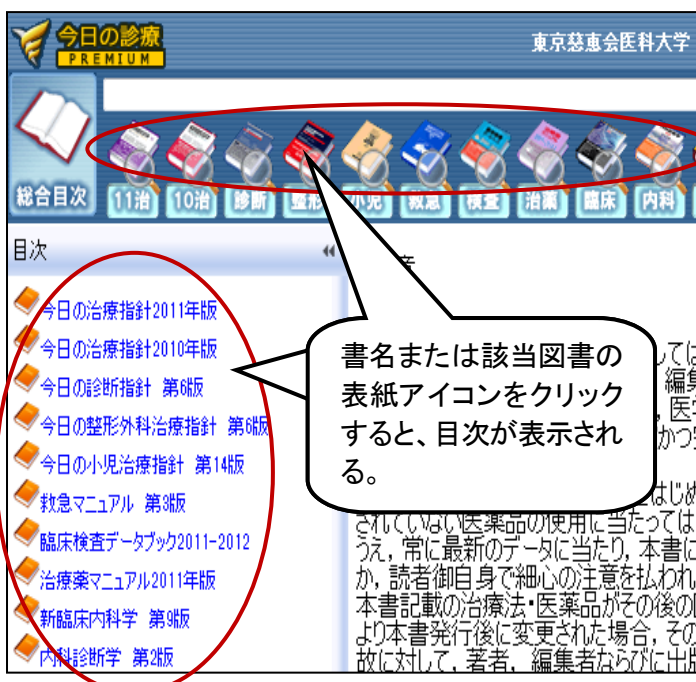 今日の診療
PREMIUM
東京慈恵会医科大学
総合目次
11治
10治
診断
整形
小児
救急
検査
治薬
臨床
内科
目次
今日の治療指針2011年版
今日の治療指針2010年版
今日の診断指針 第6版
今日の整形外科治療指針 第6版
今日の小児治療指針 第14版
救急マニュアル 第3版
臨床検査データブック2011-2012
治療薬マニュアル2011年版
新臨床内科学 第9版
内科診断学 第2版
書名または該当図書の
表紙アイコンをクリック
すると、目次が表示され
る。
しては
編集
,医学
かつ
はじめ
されていない医薬品の使用に当たっては
うえ,常に最新のデータに当たり,本書に
か,読者御自身で細心の注意を払われ
本書記載の治療法・医薬品がその後の
より本書発行後に変更された場合,その
故に対して,著者,編集者ならびに出版